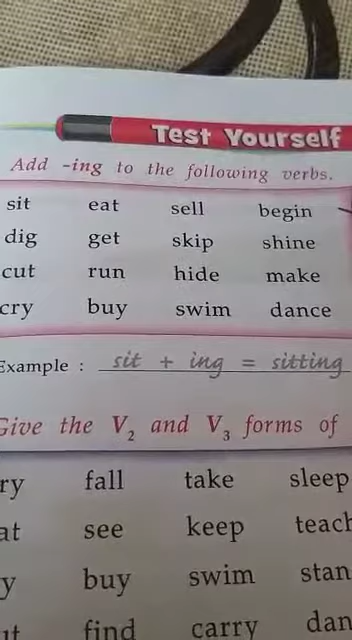 Test Yourself
Add -ing to the following verbs.
sit eat sell begin
dig get skip shine
cut run hide make
cry buy swim dance
Example : sit + ing = sitting
Give the V₂ and V₃ forms of
fall take sleep
see keep teach
buy swim
find carry